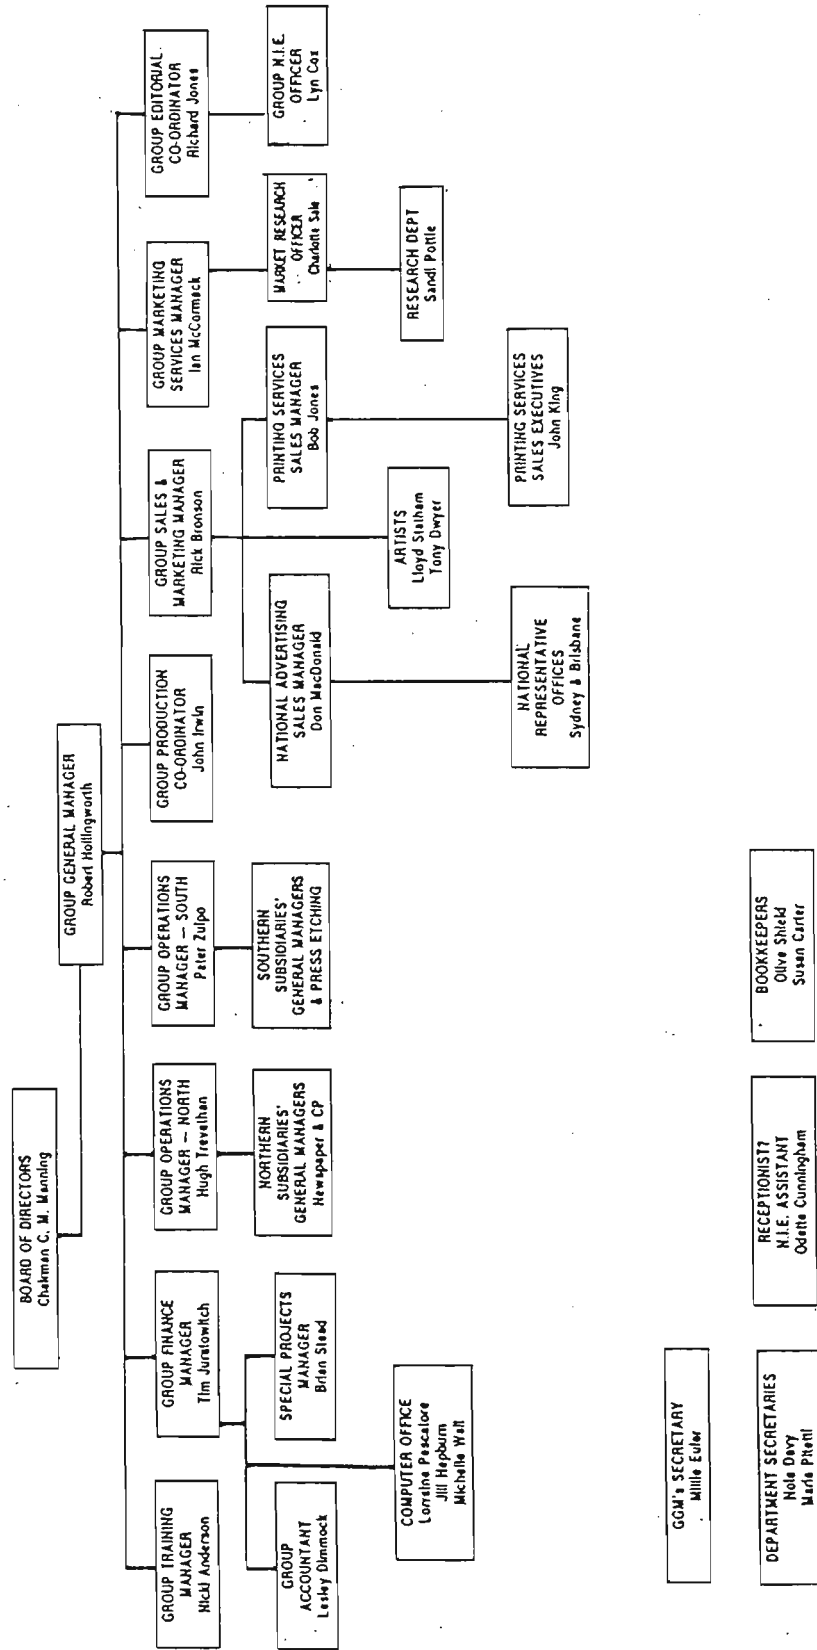 BOARD OF DIRECTORS
Chairman C. M. Manning
GROUP GENERAL MANAGER
Robert Hollingworth
GROUP TRAINING
MANAGER
Nicki Anderson
GROUP FINANCE
MANAGER
Tim Juratowitch
GROUP OPERATIONS
MANAGER — NORTH
Hugh Trevethan
GROUP OPERATIONS
MANAGER — SOUTH
Peter Zulpo
GROUP PRODUCTION
CO-ORDINATOR
John Irwin
GROUP SALES &
MARKETING MANAGER
Rick Bronson
GROUP MARKETING
SERVICES MANAGER
Ian McCormack
GROUP EDITORIAL
CO-ORDINATOR
Richard Jones
GROUP
ACCOUNTANT
Lesley Dimmock
SPECIAL PROJECTS
MANAGER
Brian Stead
NORTHERN
SUBSIDIARIES'
GENERAL MANAGERS
Newspaper & CP
SOUTHERN
SUBSIDIARIES'
GENERAL MANAGERS
& PRESS ETCHING
NATIONAL ADVERTISING
SALES MANAGER
Don MacDonald
PRINTING SERVICES
SALES MANAGER
Bob Jones
MARKET RESEARCH
OFFICER
Charlotte Sale
GROUP N.I.E.
OFFICER
Lyn Cox
COMPUTER OFFICE
Lorraine Pescatore
Jill Hepburn
Michelle Watt
ARTISTS
Lloyd Statham
Tony Dwyer
RESEARCH DEPT
Sandi Pottie
NATIONAL
REPRESENTATIVE
OFFICES
Sydney & Brisbane
PRINTING SERVICES
SALES EXECUTIVES
John King
GGM's SECRETARY
Millie Euler
DEPARTMENT SECRETARIES
Nola Davy
Maria Pitetti
RECEPTIONIST?
N.I.E. ASSISTANT
Odette Cunningham
BOOKKEEPERS
Olive Shield
Susan Carter